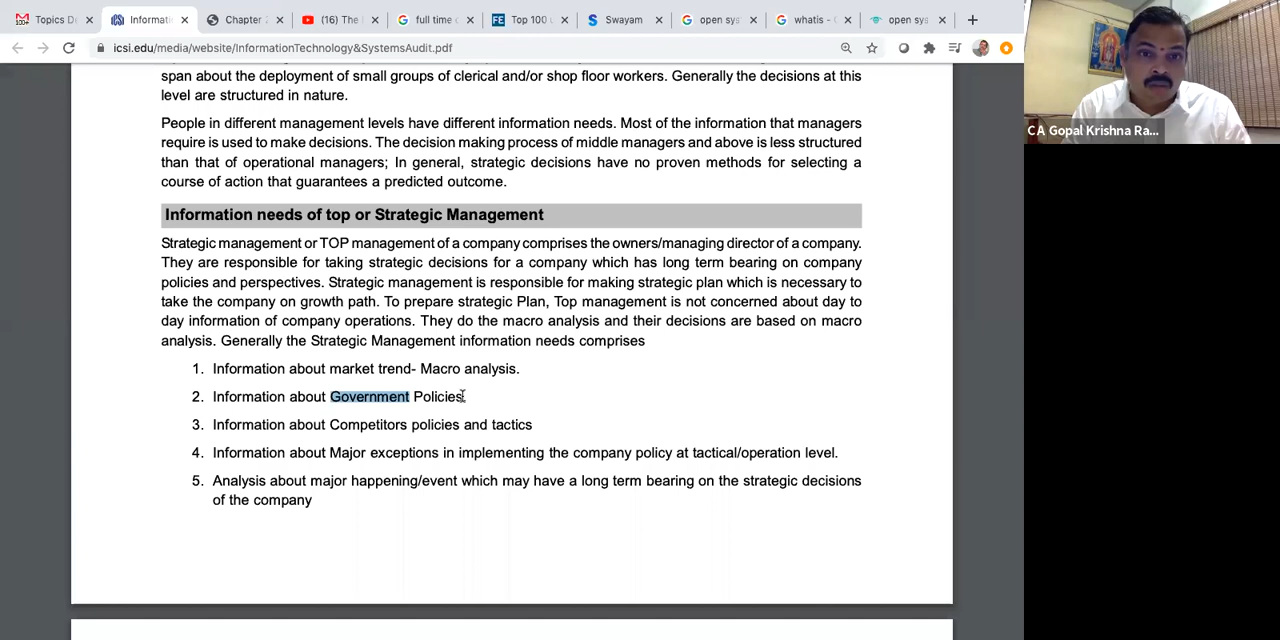 Topics D
Informati
Chapter
(16) The
full time
Top 100
Swayam
open sys
whatis -
open sys
icsi.edu/media/website/InformationTechnology&SystemsAudit.pdf
span about the deployment of small groups of clerical and/or shop floor workers. Generally the decisions at this
level are structured in nature.
People in different management levels have different information needs. Most of the information that managers
require is used to make decisions. The decision making process of middle managers and above is less structured
than that of operational managers; In general, strategic decisions have no proven methods for selecting a
course of action that guarantees a predicted outcome.
Information needs of top or Strategic Management
Strategic management or TOP management of a company comprises the owners/managing director of a company.
They are responsible for taking strategic decisions for a company which has long term bearing on company
policies and perspectives. Strategic management is responsible for making strategic plan which is necessary to
take the company on growth path. To prepare strategic Plan, Top management is not concerned about day to
day information of company operations. They do the macro analysis and their decisions are based on macro
analysis. Generally the Strategic Management information needs comprises
1. Information about market trend- Macro analysis.
2. Information about Government Policies
3. Information about Competitors policies and tactics
4. Information about Major exceptions in implementing the company policy at tactical/operation level.
5. Analysis about major happening/event which may have a long term bearing on the strategic decisions
of the company
C A Gopal Krishna Ra...